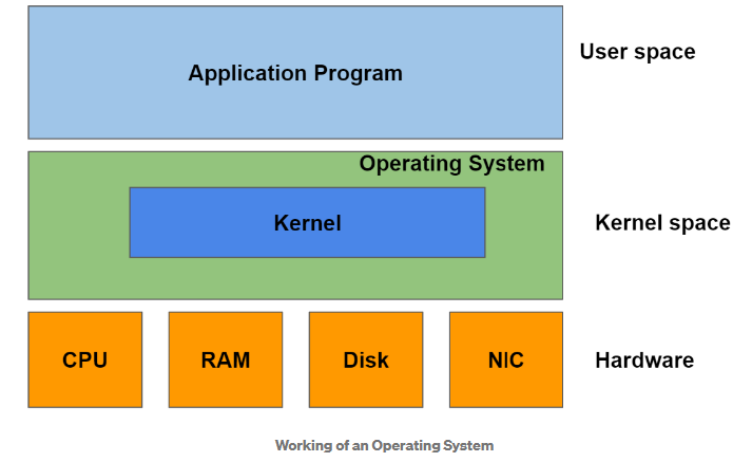 User space
Application Program
Operating System
Kernel
Kernel space
CPU
RAM
Disk
NIC
Hardware
Working of an Operating System